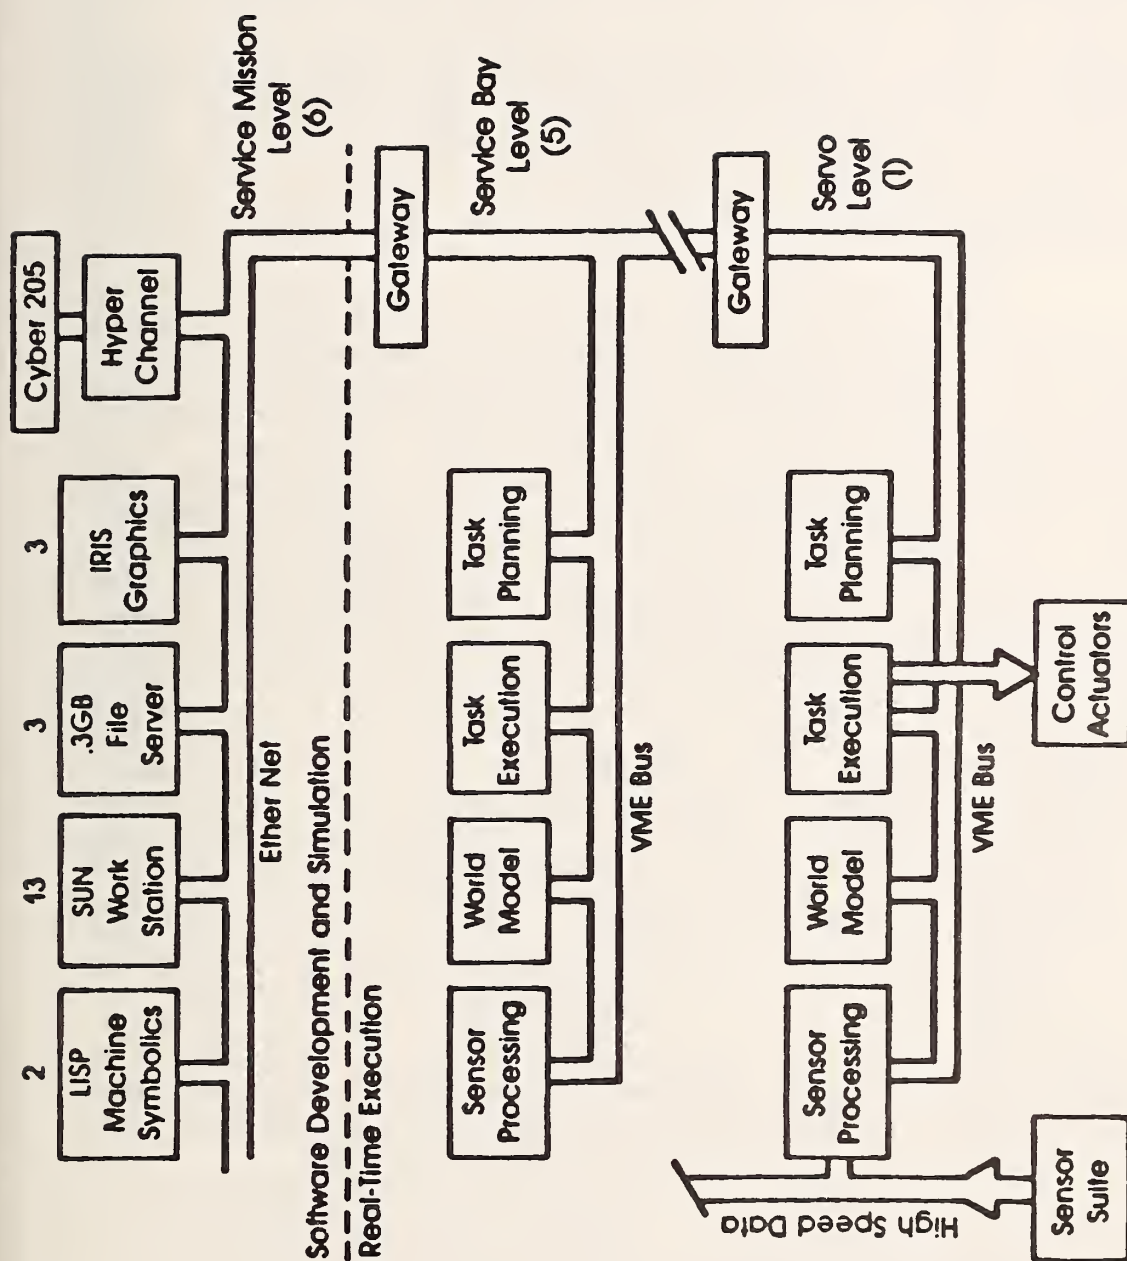 2
13
3
3
LISP
Machine
Symbolics
SUN
Work
Station
.3GB
File
Server
IRIS
Graphics
Cyber 205
Hyper
Channel
Service Mission
Level
(6)
Ether Net
Software Development and Simulation
Real-Time Execution
Gateway
Service Bay
Level
(5)
Sensor
Processing
World
Model
Task
Execution
Task
Planning
VME Bus
Gateway
Servo
Level
(1)
Sensor
Processing
World
Model
Task
Execution
Task
Planning
VME Bus
High Speed Data
Sensor
Suite
Control
Actuators